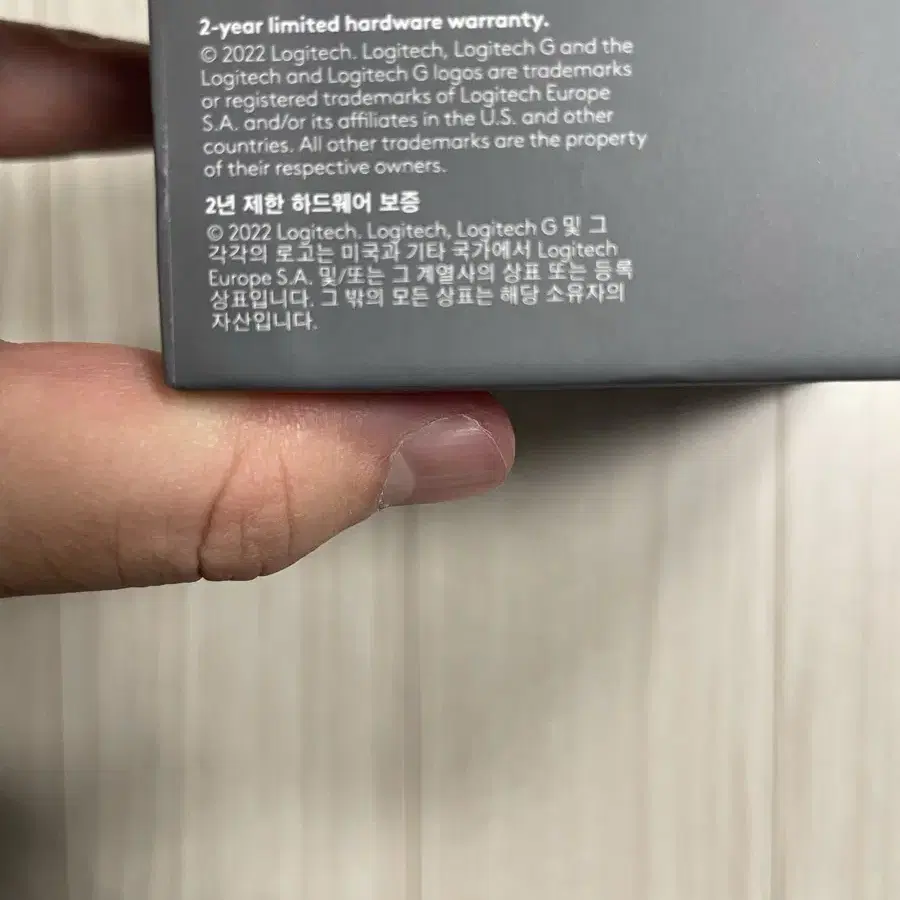 2-year limited hardware warranty.
© 2022 Logitech. Logitech, Logitech G and the
Logitech and Logitech G logos are trademarks
or registered trademarks of Logitech Europe
S.A. and/or its affiliates in the U.S. and other
countries. All other trademarks are the property
of their respective owners.
2년 제한 하드웨어 보증
© 2022 Logitech. Logitech, Logitech G 및 그
각각의 로고는 미국과 기타 국가에서 Logitech
Europe S.A. 및/또는 그 계열사의 상표 또는 등록
상표입니다. 그 밖의 모든 상표는 해당 소유자의
자산입니다.